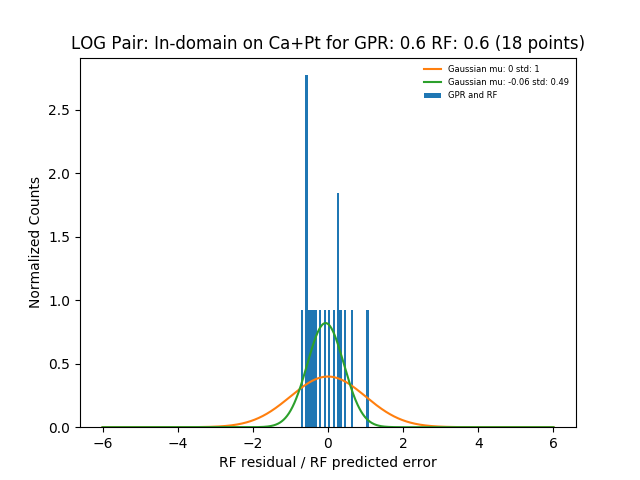 LOG Pair: In-domain on Ca+Pt for GPR: 0.6 RF: 0.6 (18 points)
Gaussian mu: 0 std: 1
Gaussian mu: -0.06 std: 0.49
GPR and RF
Normalized Counts
2.5
2.0
1.5
1.0
0.5
0.0
−6
−4
−2
0
2
4
6
RF residual / RF predicted error